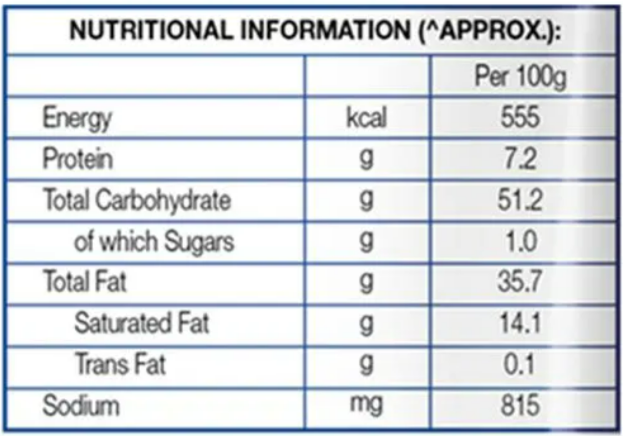 NUTRITIONAL INFORMATION (^APPROX.):
Per 100g
Energy kcal 555
Protein g 7.2
Total Carbohydrate g 51.2
of which Sugars g 1.0
Total Fat g 35.7
Saturated Fat g 14.1
Trans Fat g 0.1
Sodium mg 815